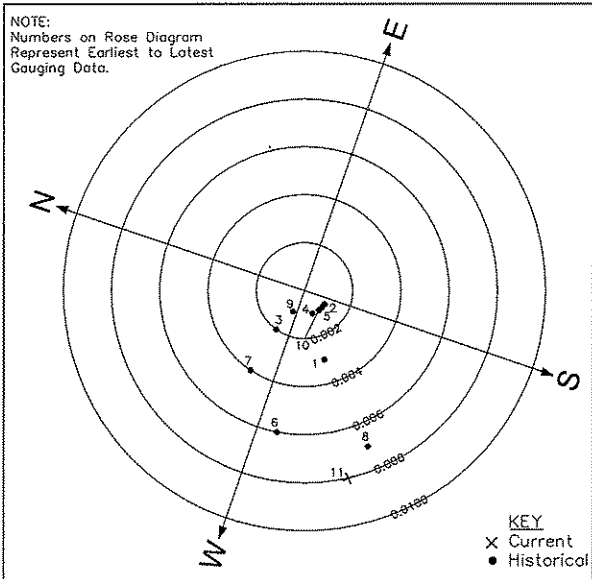 NOTE:
Numbers on Rose Diagram
Represent Earliest to Latest
Gauging Data.
E
N
9
4
2
5
3
10
0.002
1
7
0.004
6
0.006
8
11
0.008
0.0100
S
W
KEY
× Current
● Historical